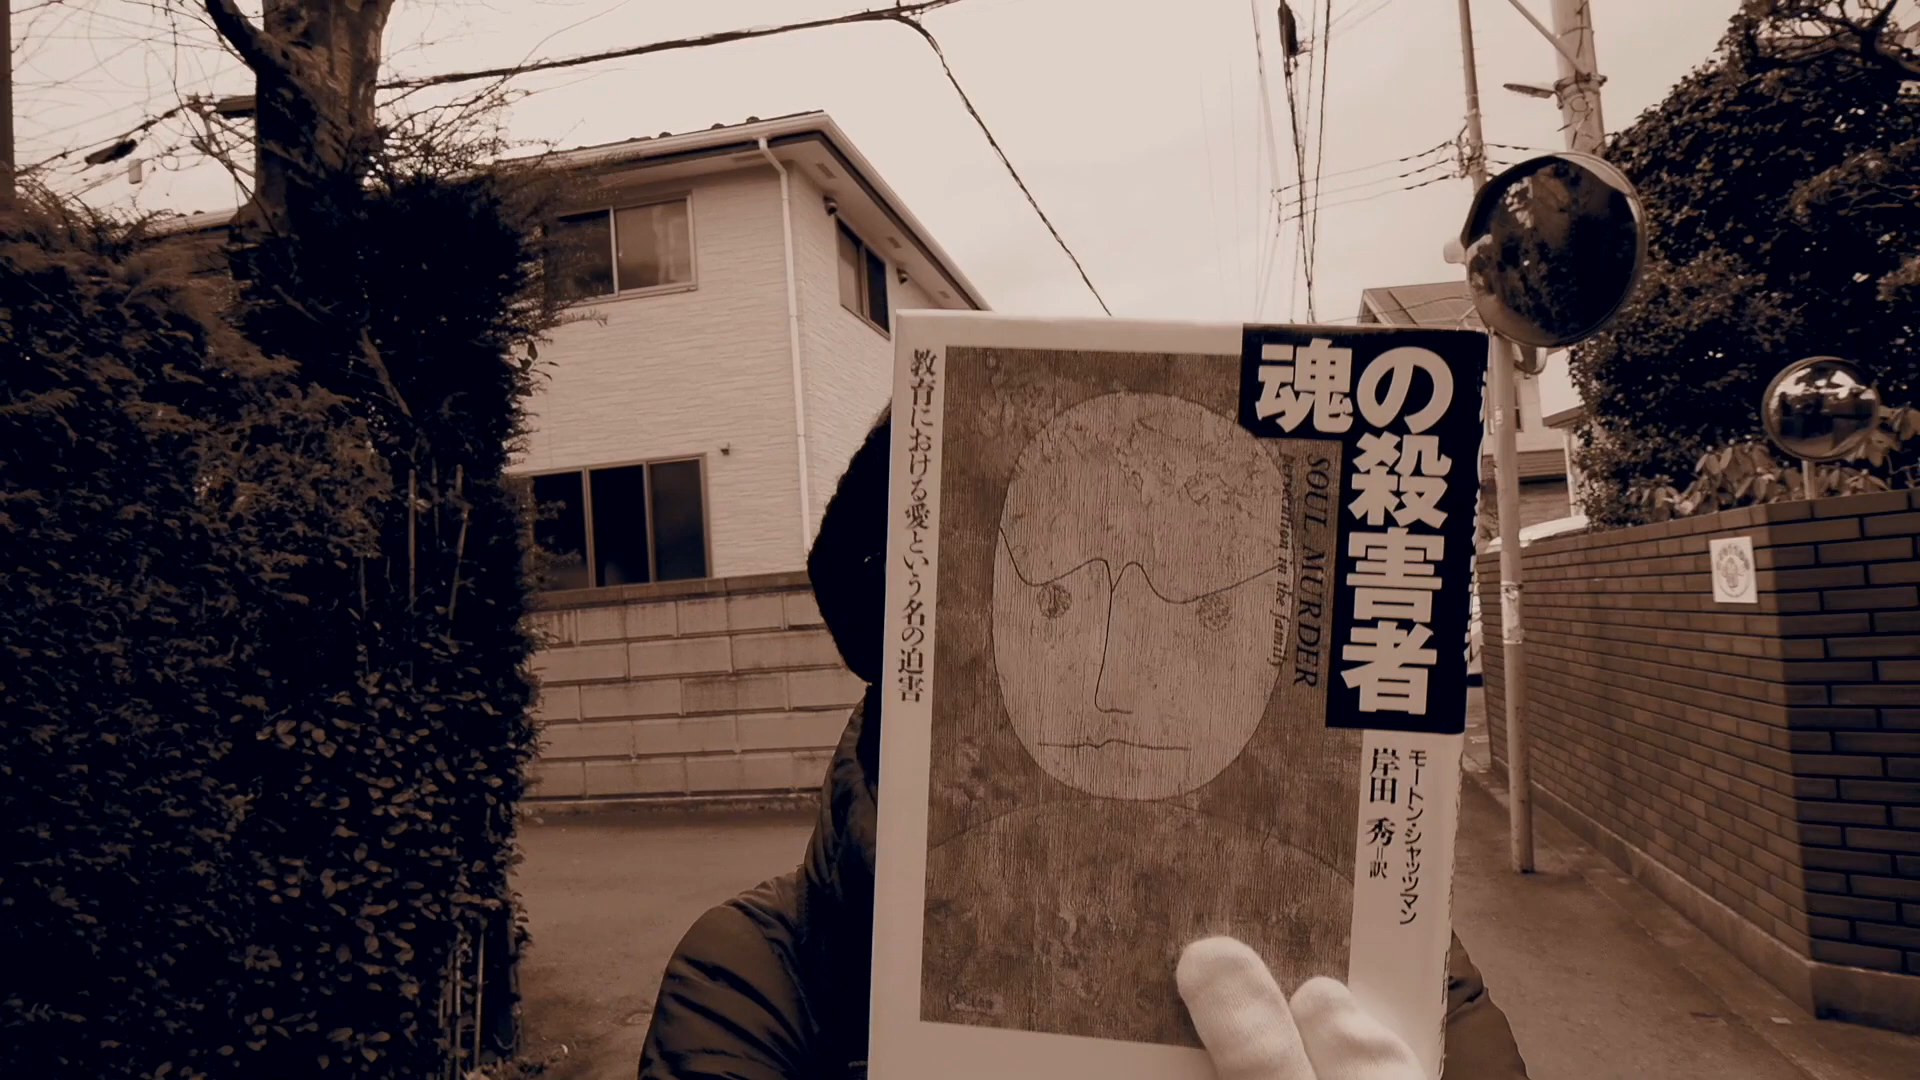 魂の殺害者
SOUL MURDER
persecution in the family
モートン・シャッツマン
岸田 秀=訳
教育における愛という名の迫害